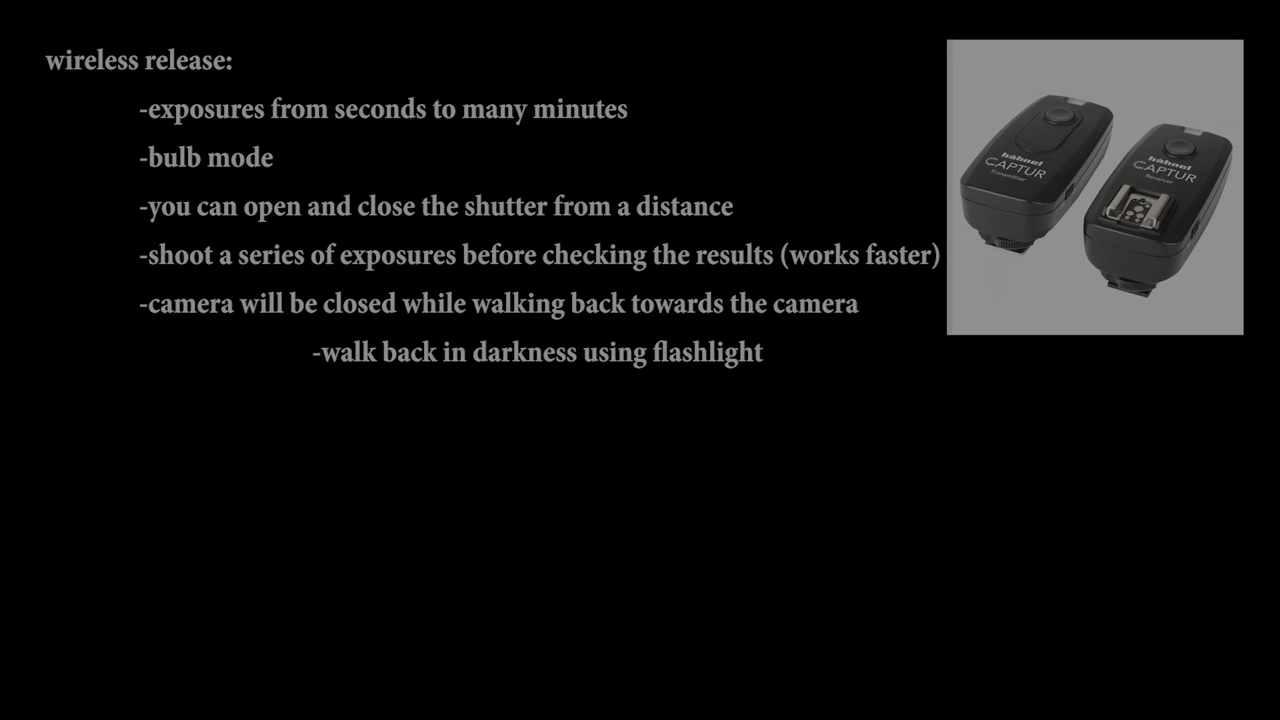 wireless release:
-exposures from seconds to many minutes
-bulb mode
-you can open and close the shutter from a distance
-shoot a series of exposures before checking the results (works faster)
-camera will be closed while walking back towards the camera
-walk back in darkness using flashlight
hähnel
CAPTUR
Transmitter
hähnel
CAPTUR
Receiver